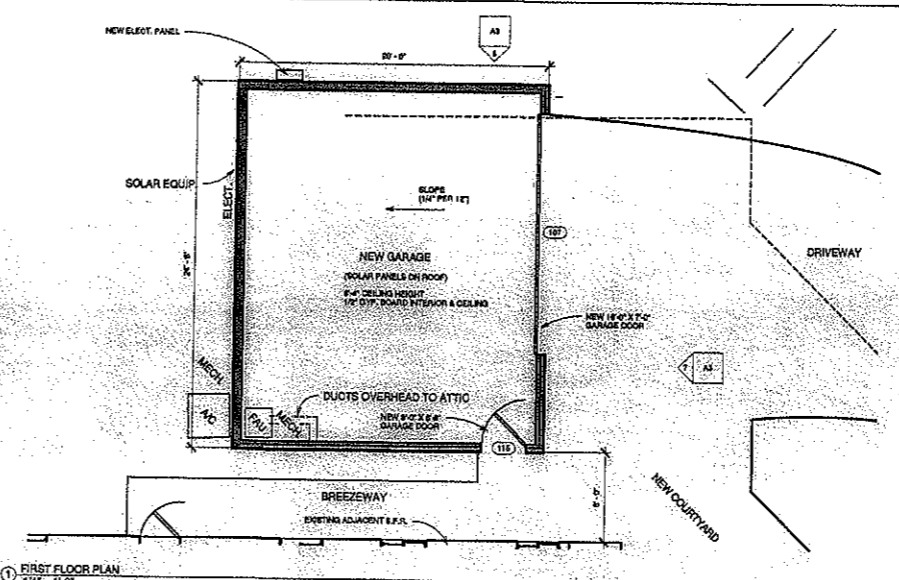 NEW ELECT. PANEL
A3
5
20'-0"
SOLAR EQUIP.
ELECT.
SLOPE
(1/4" PER 12")
107
DRIVEWAY
NEW GARAGE
(SOLAR PANELS ON ROOF)
CEILING HEIGHT
1/2" GYP. BOARD INTERIOR & CEILING
NEW 16'-0" X 7'-0"
GARAGE DOOR
7
A3
MECH.
A/C
FAU
MECH.
DUCTS OVERHEAD TO ATTIC
GARAGE DOOR
115
BREEZEWAY
EXISTING ADJACENT S.F.R.
NEW COURTYARD
1 FIRST FLOOR PLAN